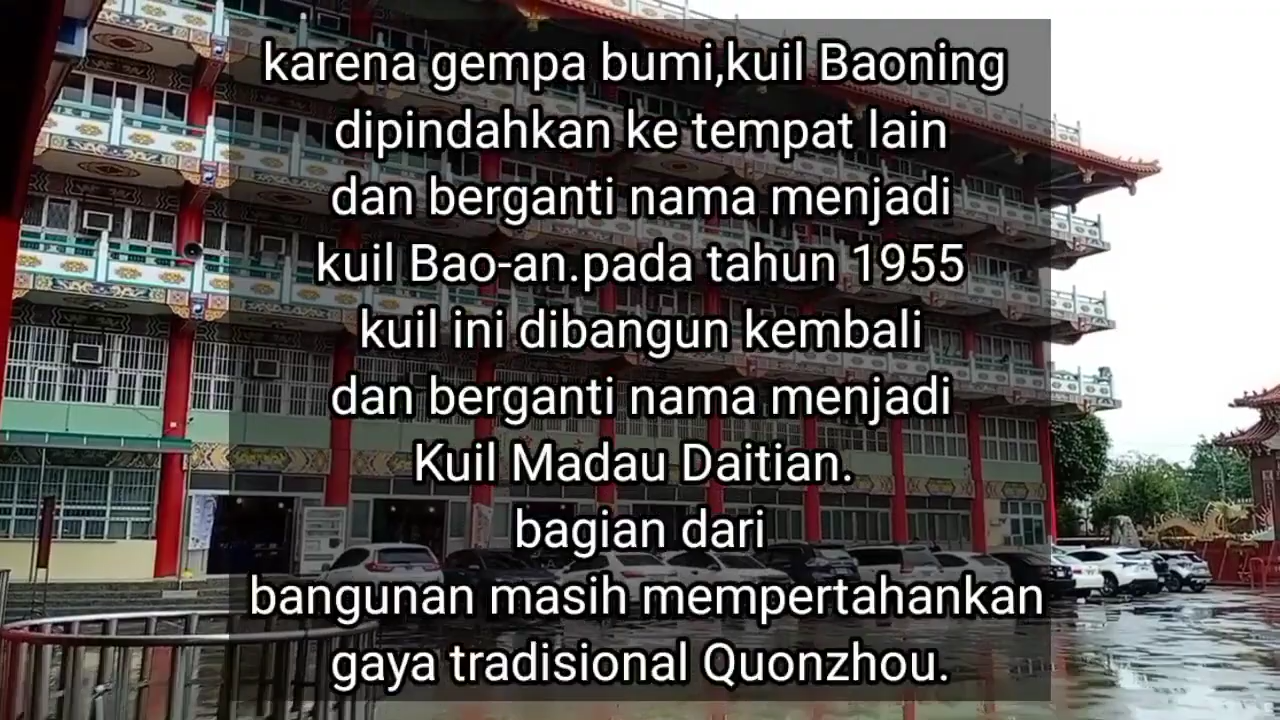 karena gempa bumi,kuil Baoning
dipindahkan ke tempat lain
dan berganti nama menjadi
kuil Bao-an.pada tahun 1955
kuil ini dibangun kembali
dan berganti nama menjadi
Kuil Madau Daitian.
bagian dari
bangunan masih mempertahankan
gaya tradisional Quonzhou.